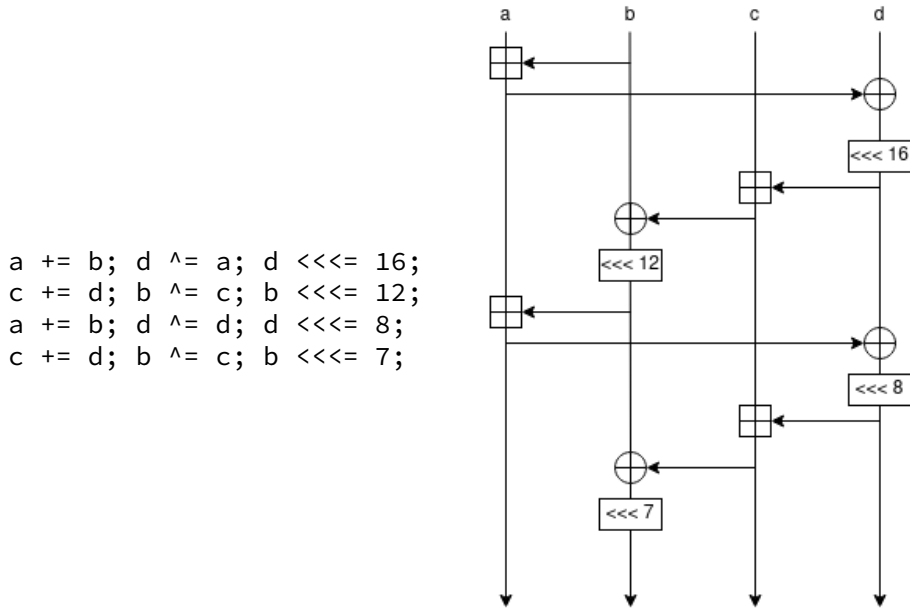 a b c d
<<< 16
a += b; d ^= a; d <<<= 16;
c += d; b ^= c; b <<<= 12;
a += b; d ^= d; d <<<= 8;
c += d; b ^= c; b <<<= 7;
<<< 12
<<< 8
<<< 7